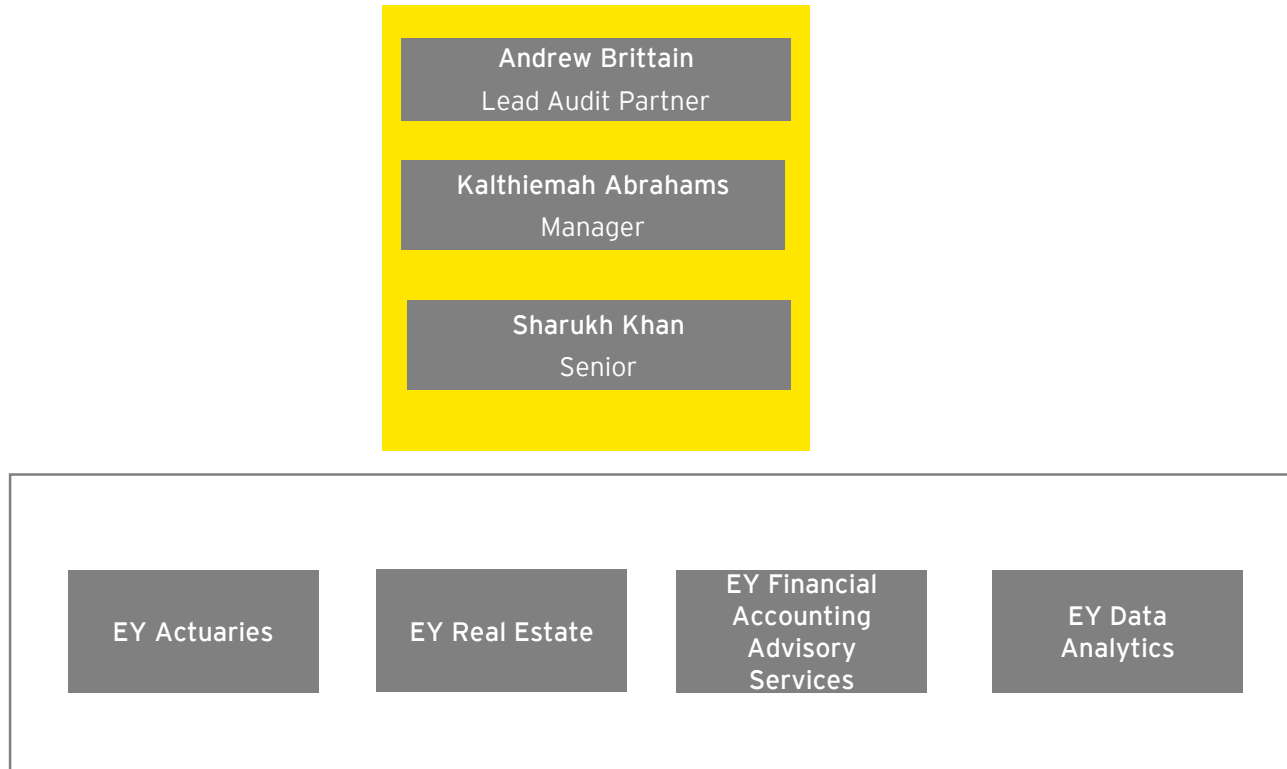 Andrew Brittain
Lead Audit Partner
Kalthiemah Abrahams
Manager
Sharukh Khan
Senior
EY Actuaries
EY Real Estate
EY Financial
Accounting
Advisory
Services
EY Data
Analytics